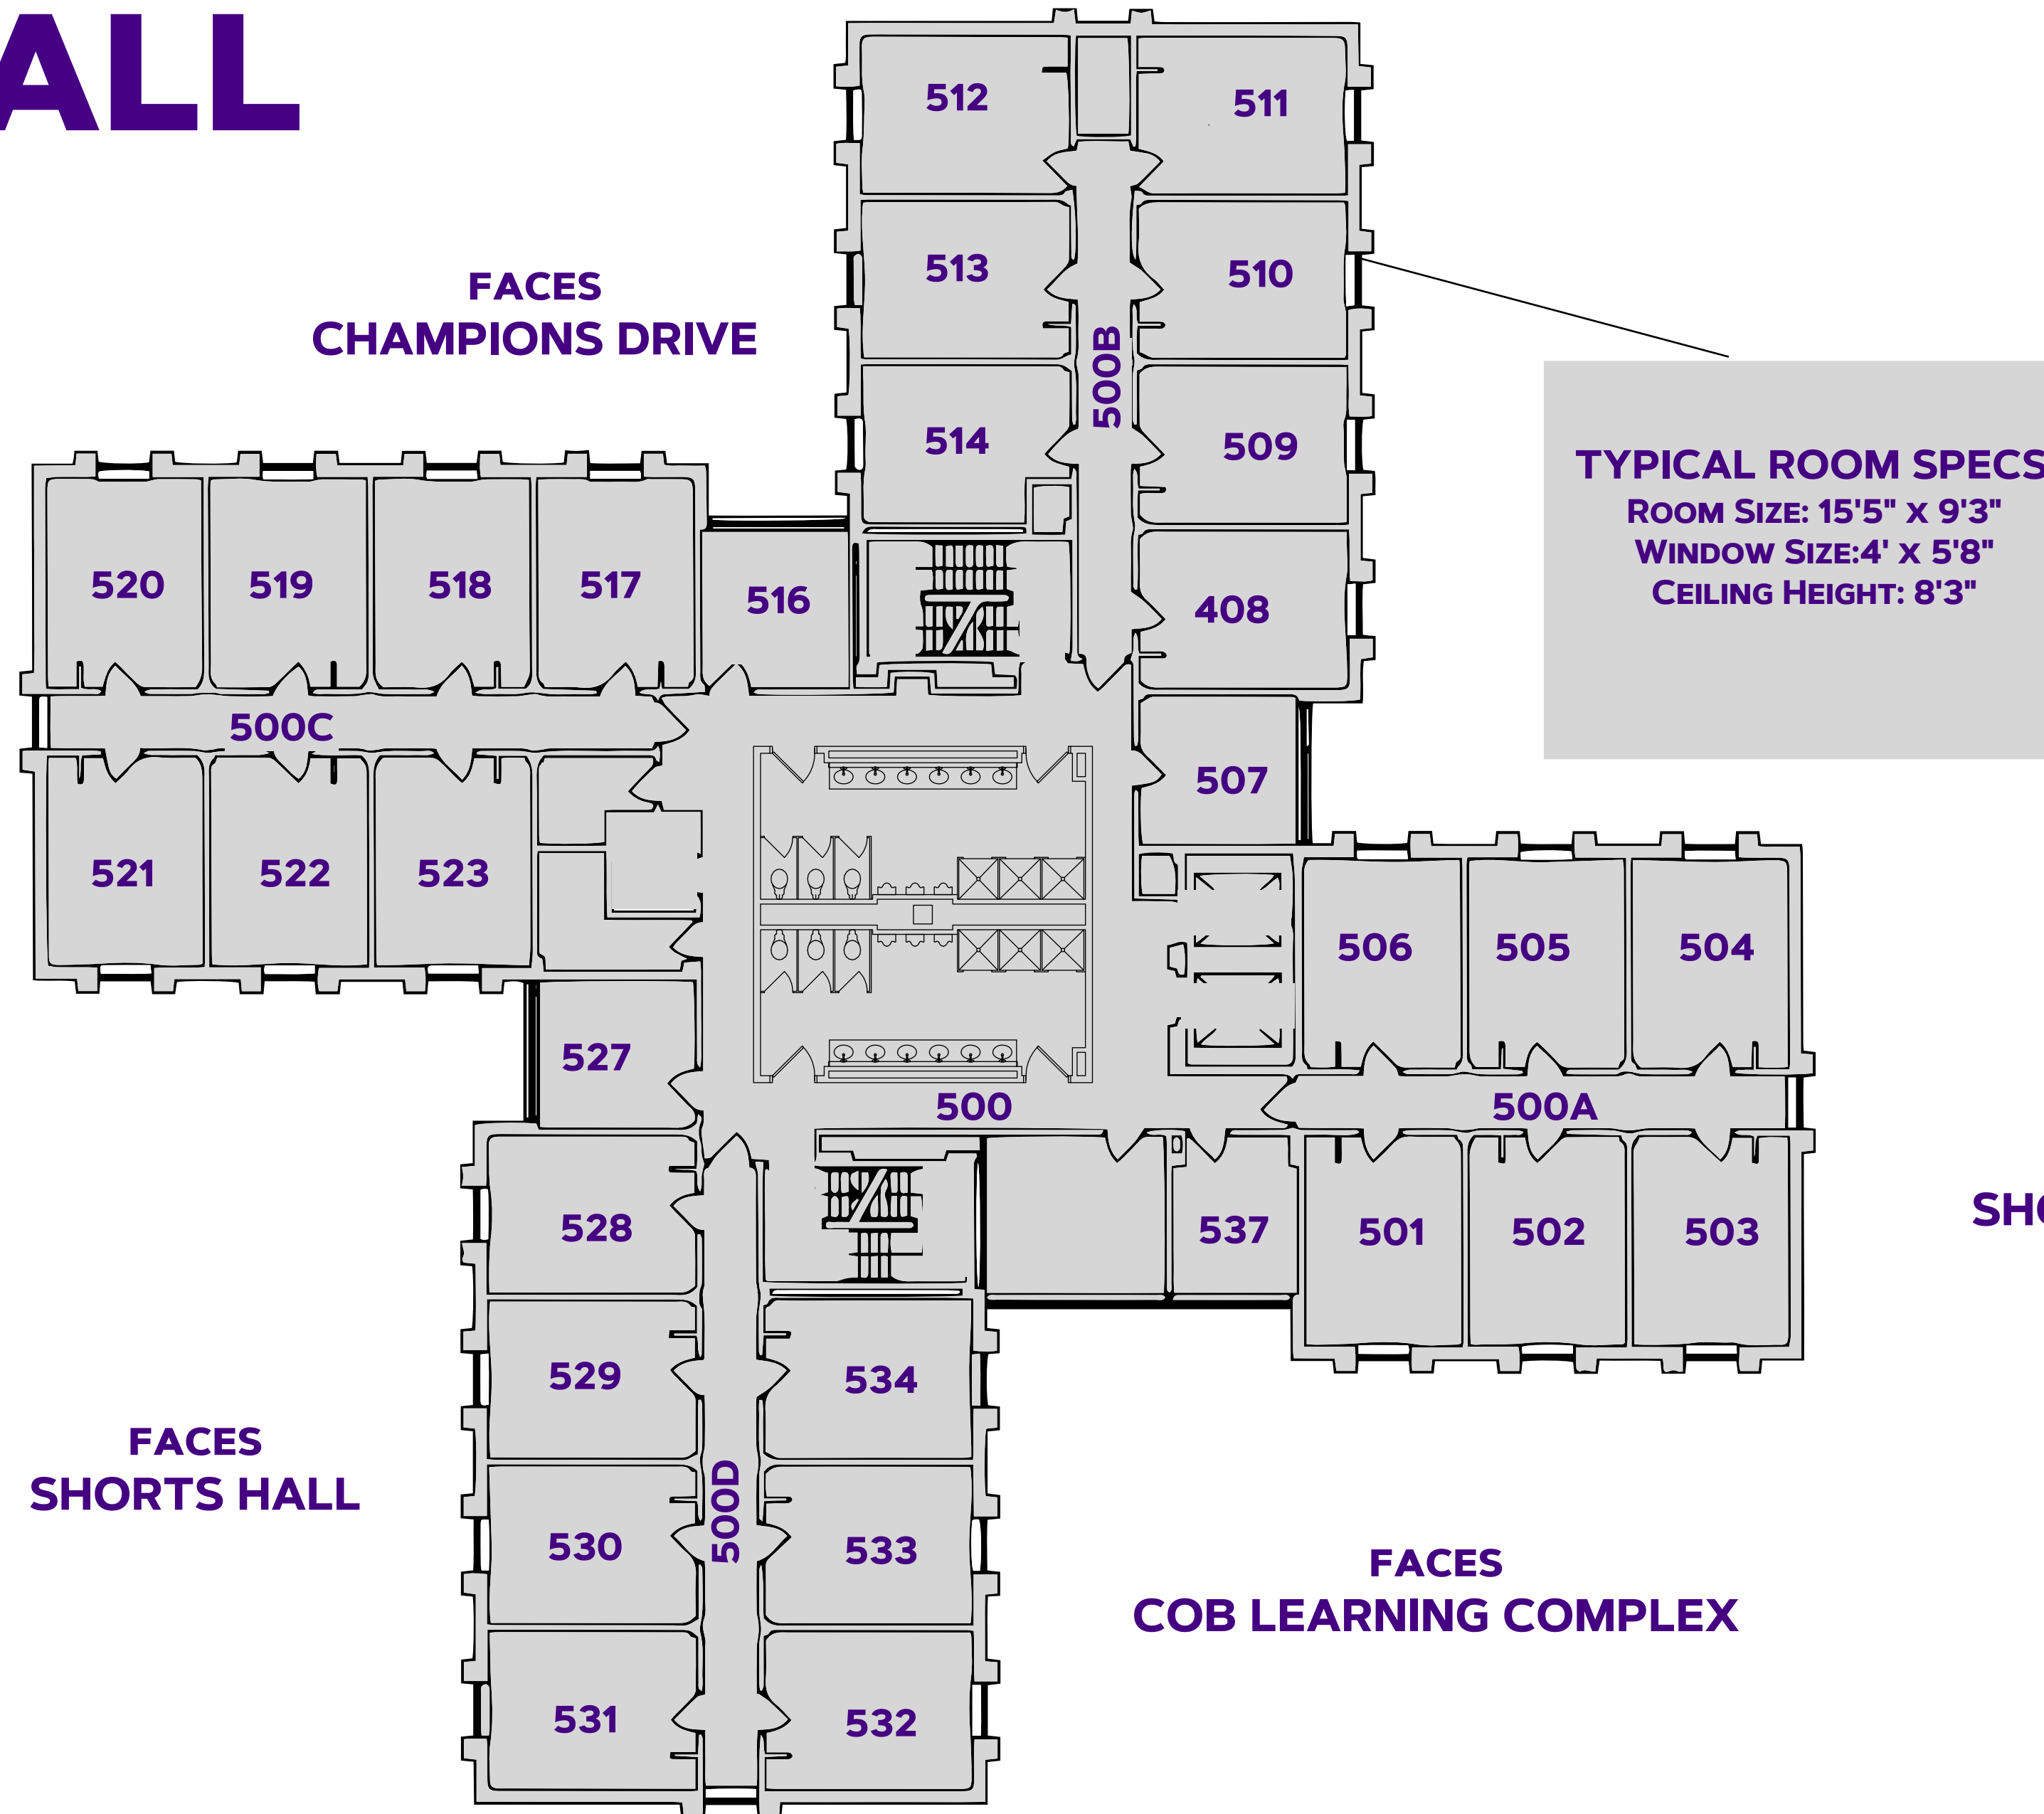 ALL
512
511
FACES
CHAMPIONS DRIVE
513
510
500B
514
509
TYPICAL ROOM SPECS
ROOM SIZE: 15'5" X 9'3"
WINDOW SIZE:4' X 5'8"
CEILING HEIGHT: 8'3"
520
519
518
517
516
408
500C
507
521
522
523
506
505
504
527
500
500A
528
537
501
502
503
SHO
529
534
FACES
SHORTS HALL
500D
530
533
FACES
COB LEARNING COMPLEX
531
532